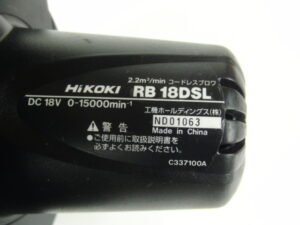 2.2m³/min コードレスブロワ
HiKOKI RB 18DSL
DC 18V 0-15000min⁻¹
工機ホールディングス(株)
ND01063
Made in China
⚠ 警告
●ご使用前に取扱説明書を
必ずよくお読みください。
C337100A